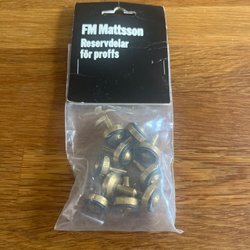 FM Mattsson
Reservdelar
för proffs